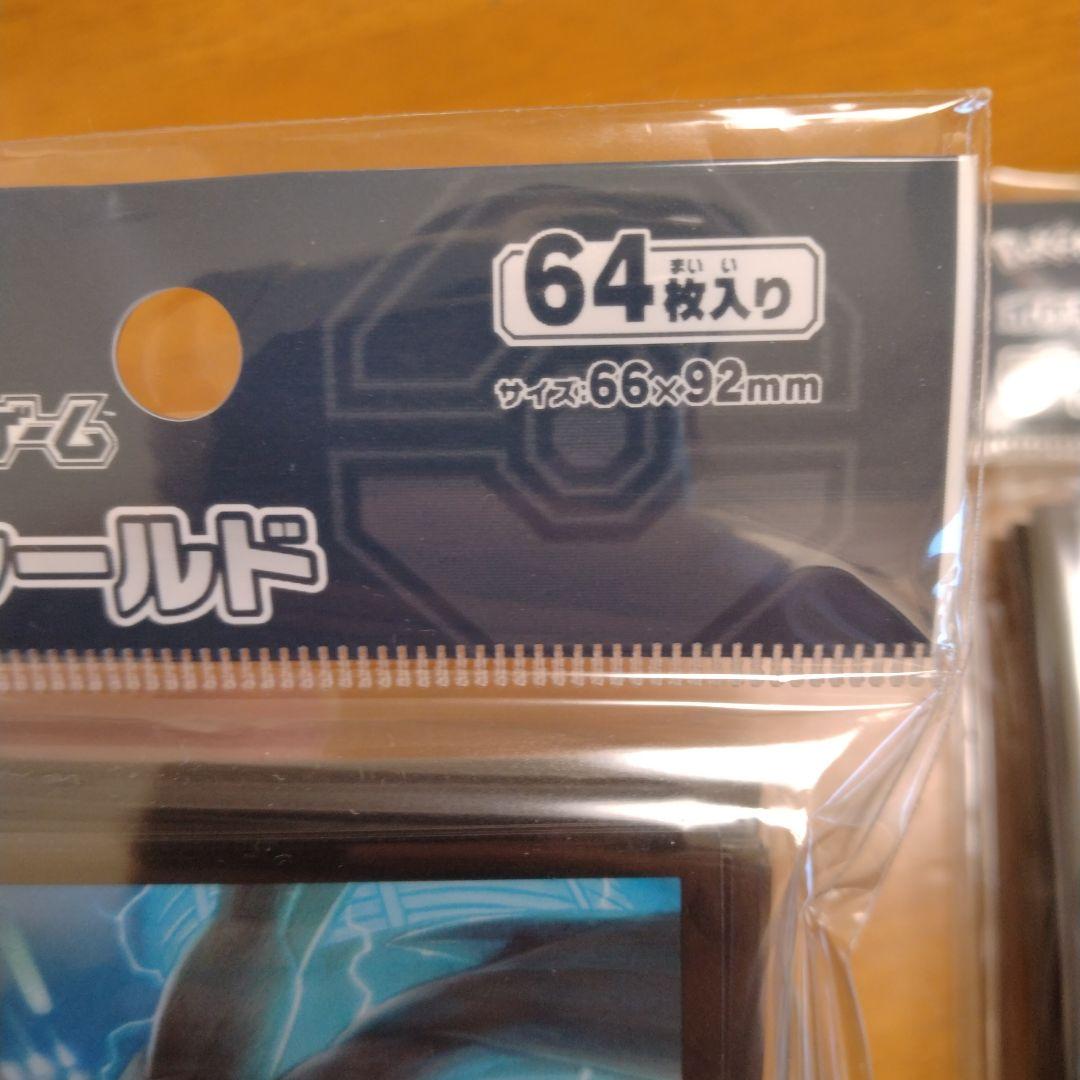 64枚入り
まい い
サイズ:66×92mm
ゲーム
ワールド